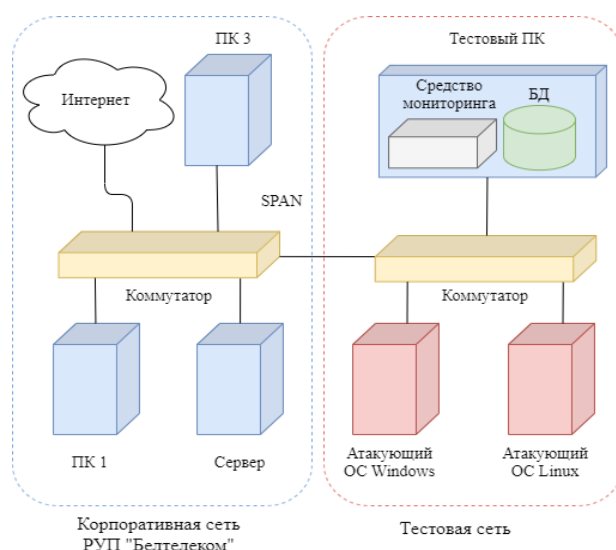 ПК 3
Тестовый ПК
Интернет
Средство
мониторинга
БД
SPAN
Коммутатор
Коммутатор
ПК 1
Сервер
Атакующий
ОС Windows
Атакующий
ОС Linux
Корпоративная сеть
РУП "Белтелеком"
Тестовая сеть